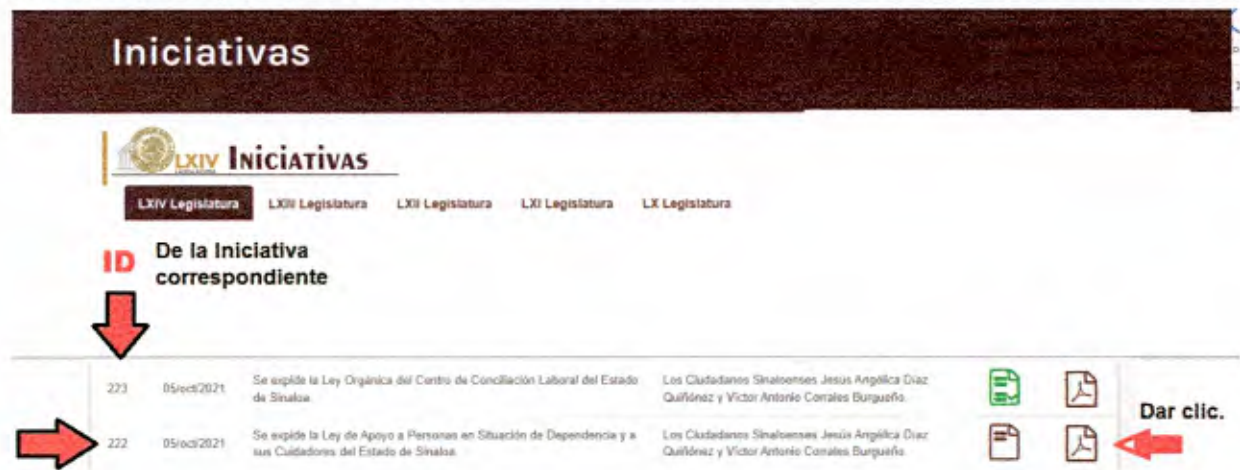 Iniciativas
LXIV INICIATIVAS
LEGISLATURA
LXIV Legislatura LXIII Legislatura LXII Legislatura LXI Legislatura LX Legislatura
ID De la Iniciativa
correspondiente
223 05/oct/2021 Se expide la Ley Orgánica del Centro de Conciliación Laboral del Estado
de Sinaloa.
Los Ciudadanos Sinaloenses Jesús Angélica Díaz
Quiñónez y Víctor Antonio Corrales Burgueño.
Dar clic.
222 05/oct/2021 Se expide la Ley de Apoyo a Personas en Situación de Dependencia y a
sus Cuidadores del Estado de Sinaloa.
Los Ciudadanos Sinaloenses Jesús Angélica Díaz
Quiñónez y Víctor Antonio Corrales Burgueño.